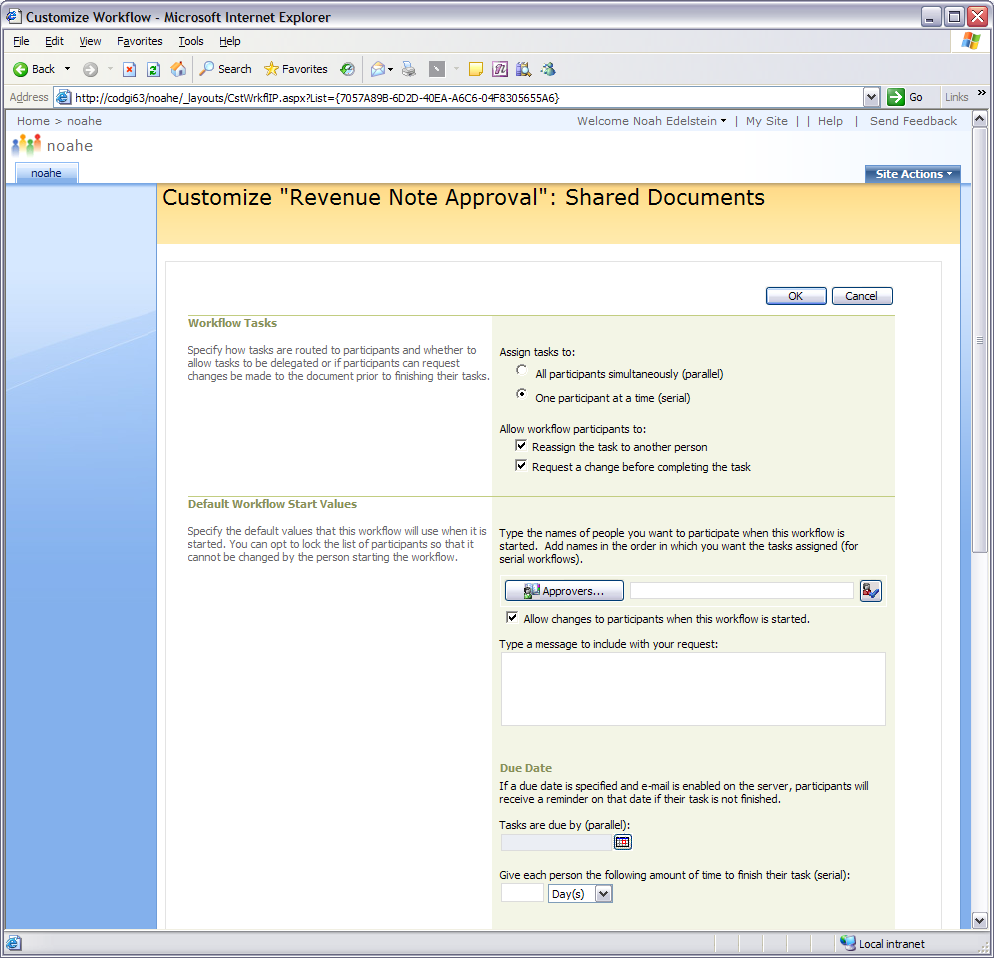 Customize Workflow - Microsoft Internet Explorer
File Edit View Favorites Tools Help
Back Search Favorites
Address http://codgi63/noahe/_layouts/CstWrkflIP.aspx?List={7057A89B-6D2D-40EA-A6C6-04F8305655A6} Go Links »
Home > noahe Welcome Noah Edelstein | My Site | | Help | Send Feedback
noahe
noahe Site Actions
Customize "Revenue Note Approval": Shared Documents
OK Cancel
Workflow Tasks
Specify how tasks are routed to participants and whether to
allow tasks to be delegated or if participants can request
changes be made to the document prior to finishing their tasks.
Assign tasks to:
All participants simultaneously (parallel)
One participant at a time (serial)
Allow workflow participants to:
Reassign the task to another person
Request a change before completing the task
Default Workflow Start Values
Specify the default values that this workflow will use when it is
started. You can opt to lock the list of participants so that it
cannot be changed by the person starting the workflow.
Type the names of people you want to participate when this workflow is
started. Add names in the order in which you want the tasks assigned (for
serial workflows).
Approvers...
Allow changes to participants when this workflow is started.
Type a message to include with your request:
Due Date
If a due date is specified and e-mail is enabled on the server, participants will
receive a reminder on that date if their task is not finished.
Tasks are due by (parallel):
Give each person the following amount of time to finish their task (serial):
Day(s)
Local intranet